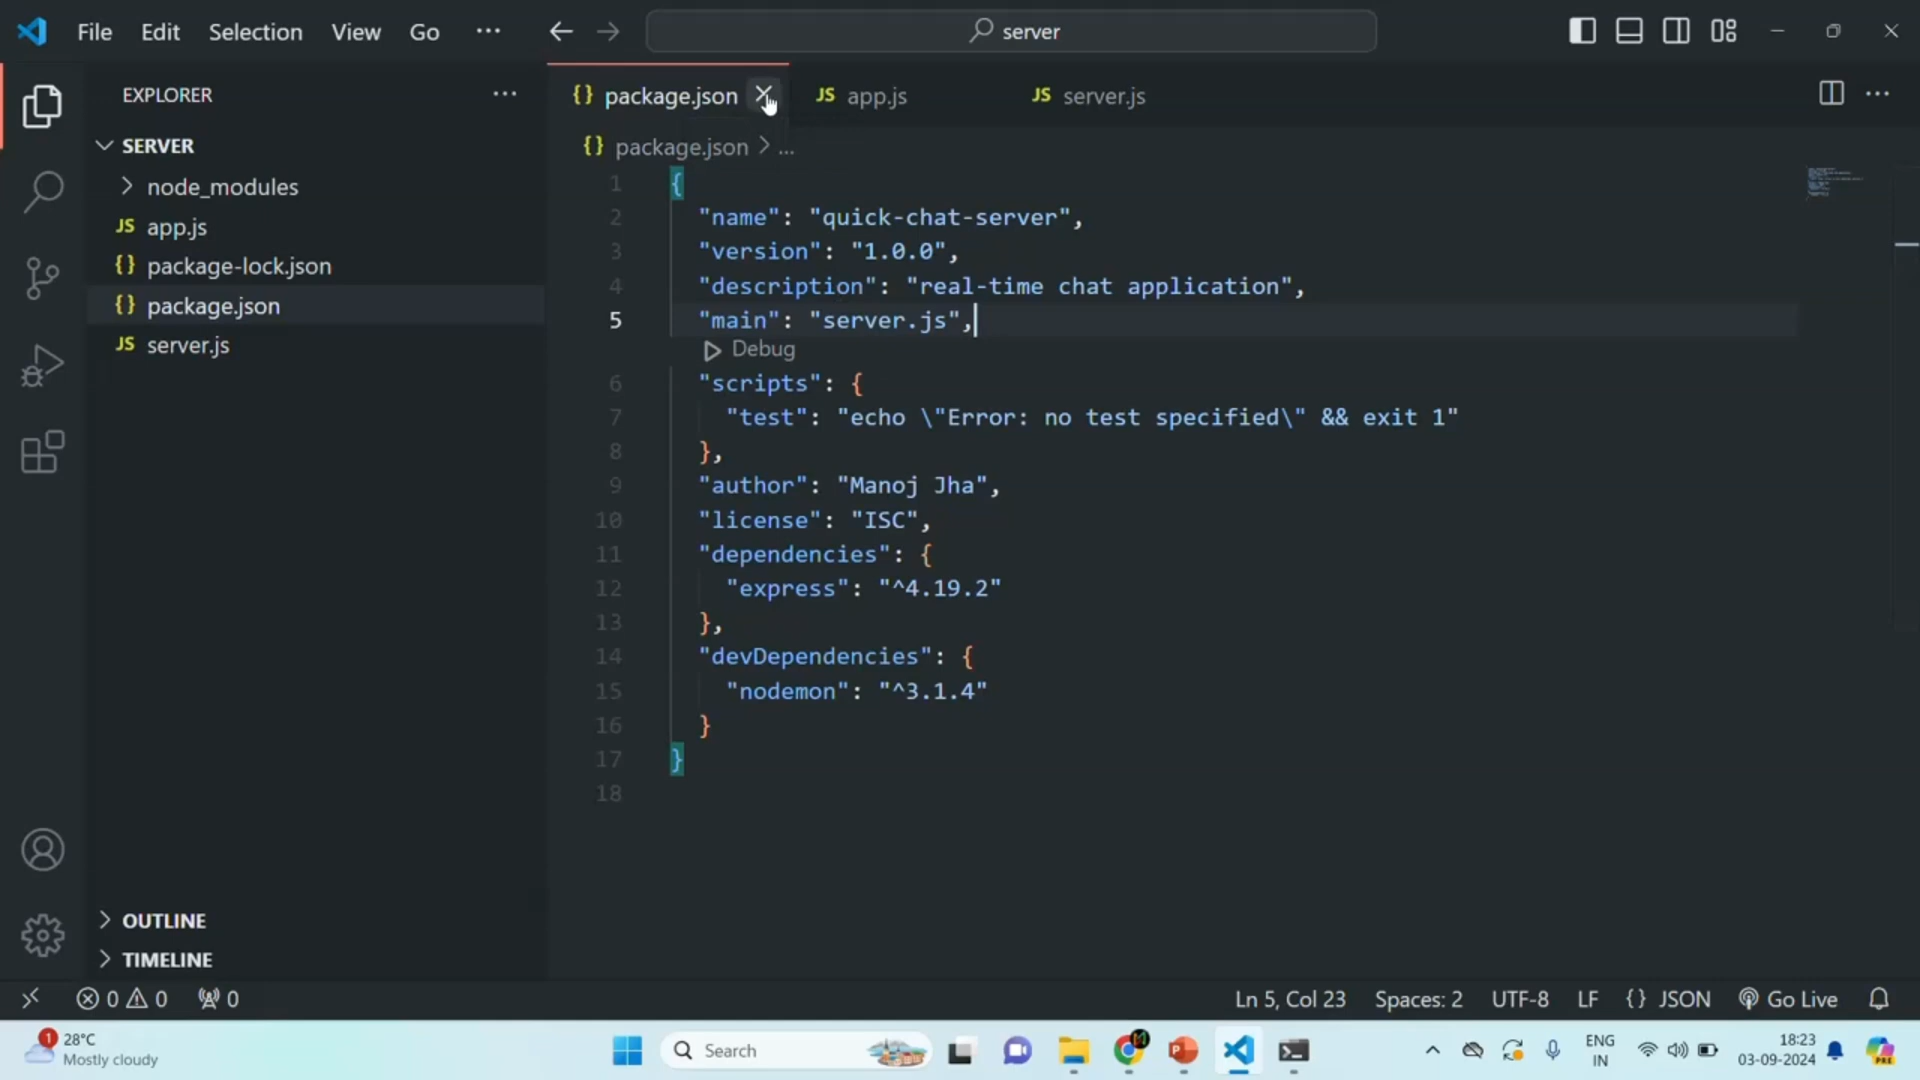 File Edit Selection View Go ... server
EXPLORER ...
SERVER
node_modules
JS app.js
{} package-lock.json
{} package.json
JS server.js
OUTLINE
TIMELINE
{} package.json JS app.js JS server.js
{} package.json > ...
1 {
2 "name": "quick-chat-server",
3 "version": "1.0.0",
4 "description": "real-time chat application",
5 "main": "server.js",
Debug
6 "scripts": {
7 "test": "echo \"Error: no test specified\" && exit 1"
8 },
9 "author": "Manoj Jha",
10 "license": "ISC",
11 "dependencies": {
12 "express": "^4.19.2"
13 },
14 "devDependencies": {
15 "nodemon": "^3.1.4"
16 }
17 }
18
0 0 0 Ln 5, Col 23 Spaces: 2 UTF-8 LF {} JSON Go Live
1 28°C
Mostly cloudy
Search
ENG
IN
18:23
03-09-2024
PRE